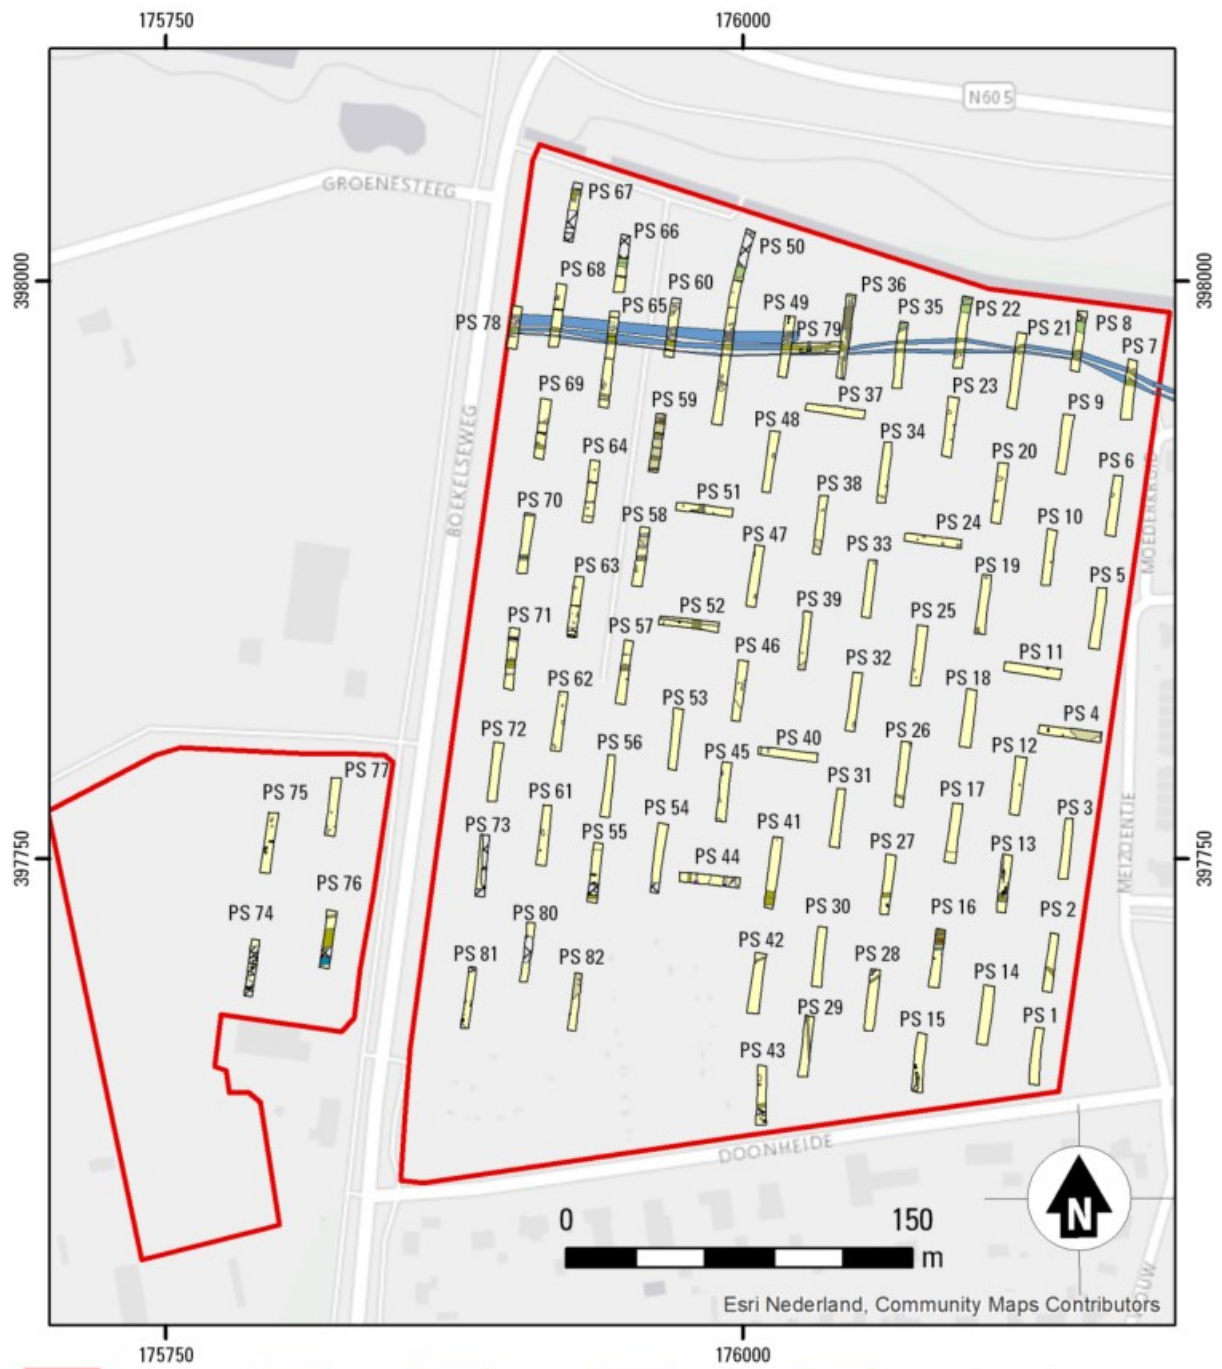 175750 176000
N605
GROENESTEEG
PS 67
PS 66
PS 50
398000
398000
PS 68
PS 60
PS 36
PS 65
PS 49
PS 35
PS 22
PS 78
PS 79
PS 21
PS 8
PS 7
PS 69
PS 59
PS 37
PS 23
PS 48
PS 9
PS 34
BOEKELSEWEG
PS 64
PS 20
PS 6
PS 70
PS 51
PS 38
PS 58
PS 24
PS 10
PS 47
PS 33
PS 63
PS 19
PS 5
PS 71
PS 57
PS 52
PS 39
PS 25
PS 46
PS 11
PS 62
PS 32
PS 18
PS 53
PS 4
PS 72
PS 56
PS 40
PS 26
PS 12
PS 45
PS 77
PS 75
PS 61
PS 31
PS 17
PS 3
PS 73
PS 55
PS 54
PS 41
PS 27
PS 13
397750
397750
PS 44
PS 76
PS 74
PS 80
PS 30
PS 16
PS 2
PS 81
PS 82
PS 42
PS 28
PS 14
PS 29
PS 15
PS 1
PS 43
DOONHEIDE
0 150
m
N
Esri Nederland, Community Maps Contributors
175750 176000